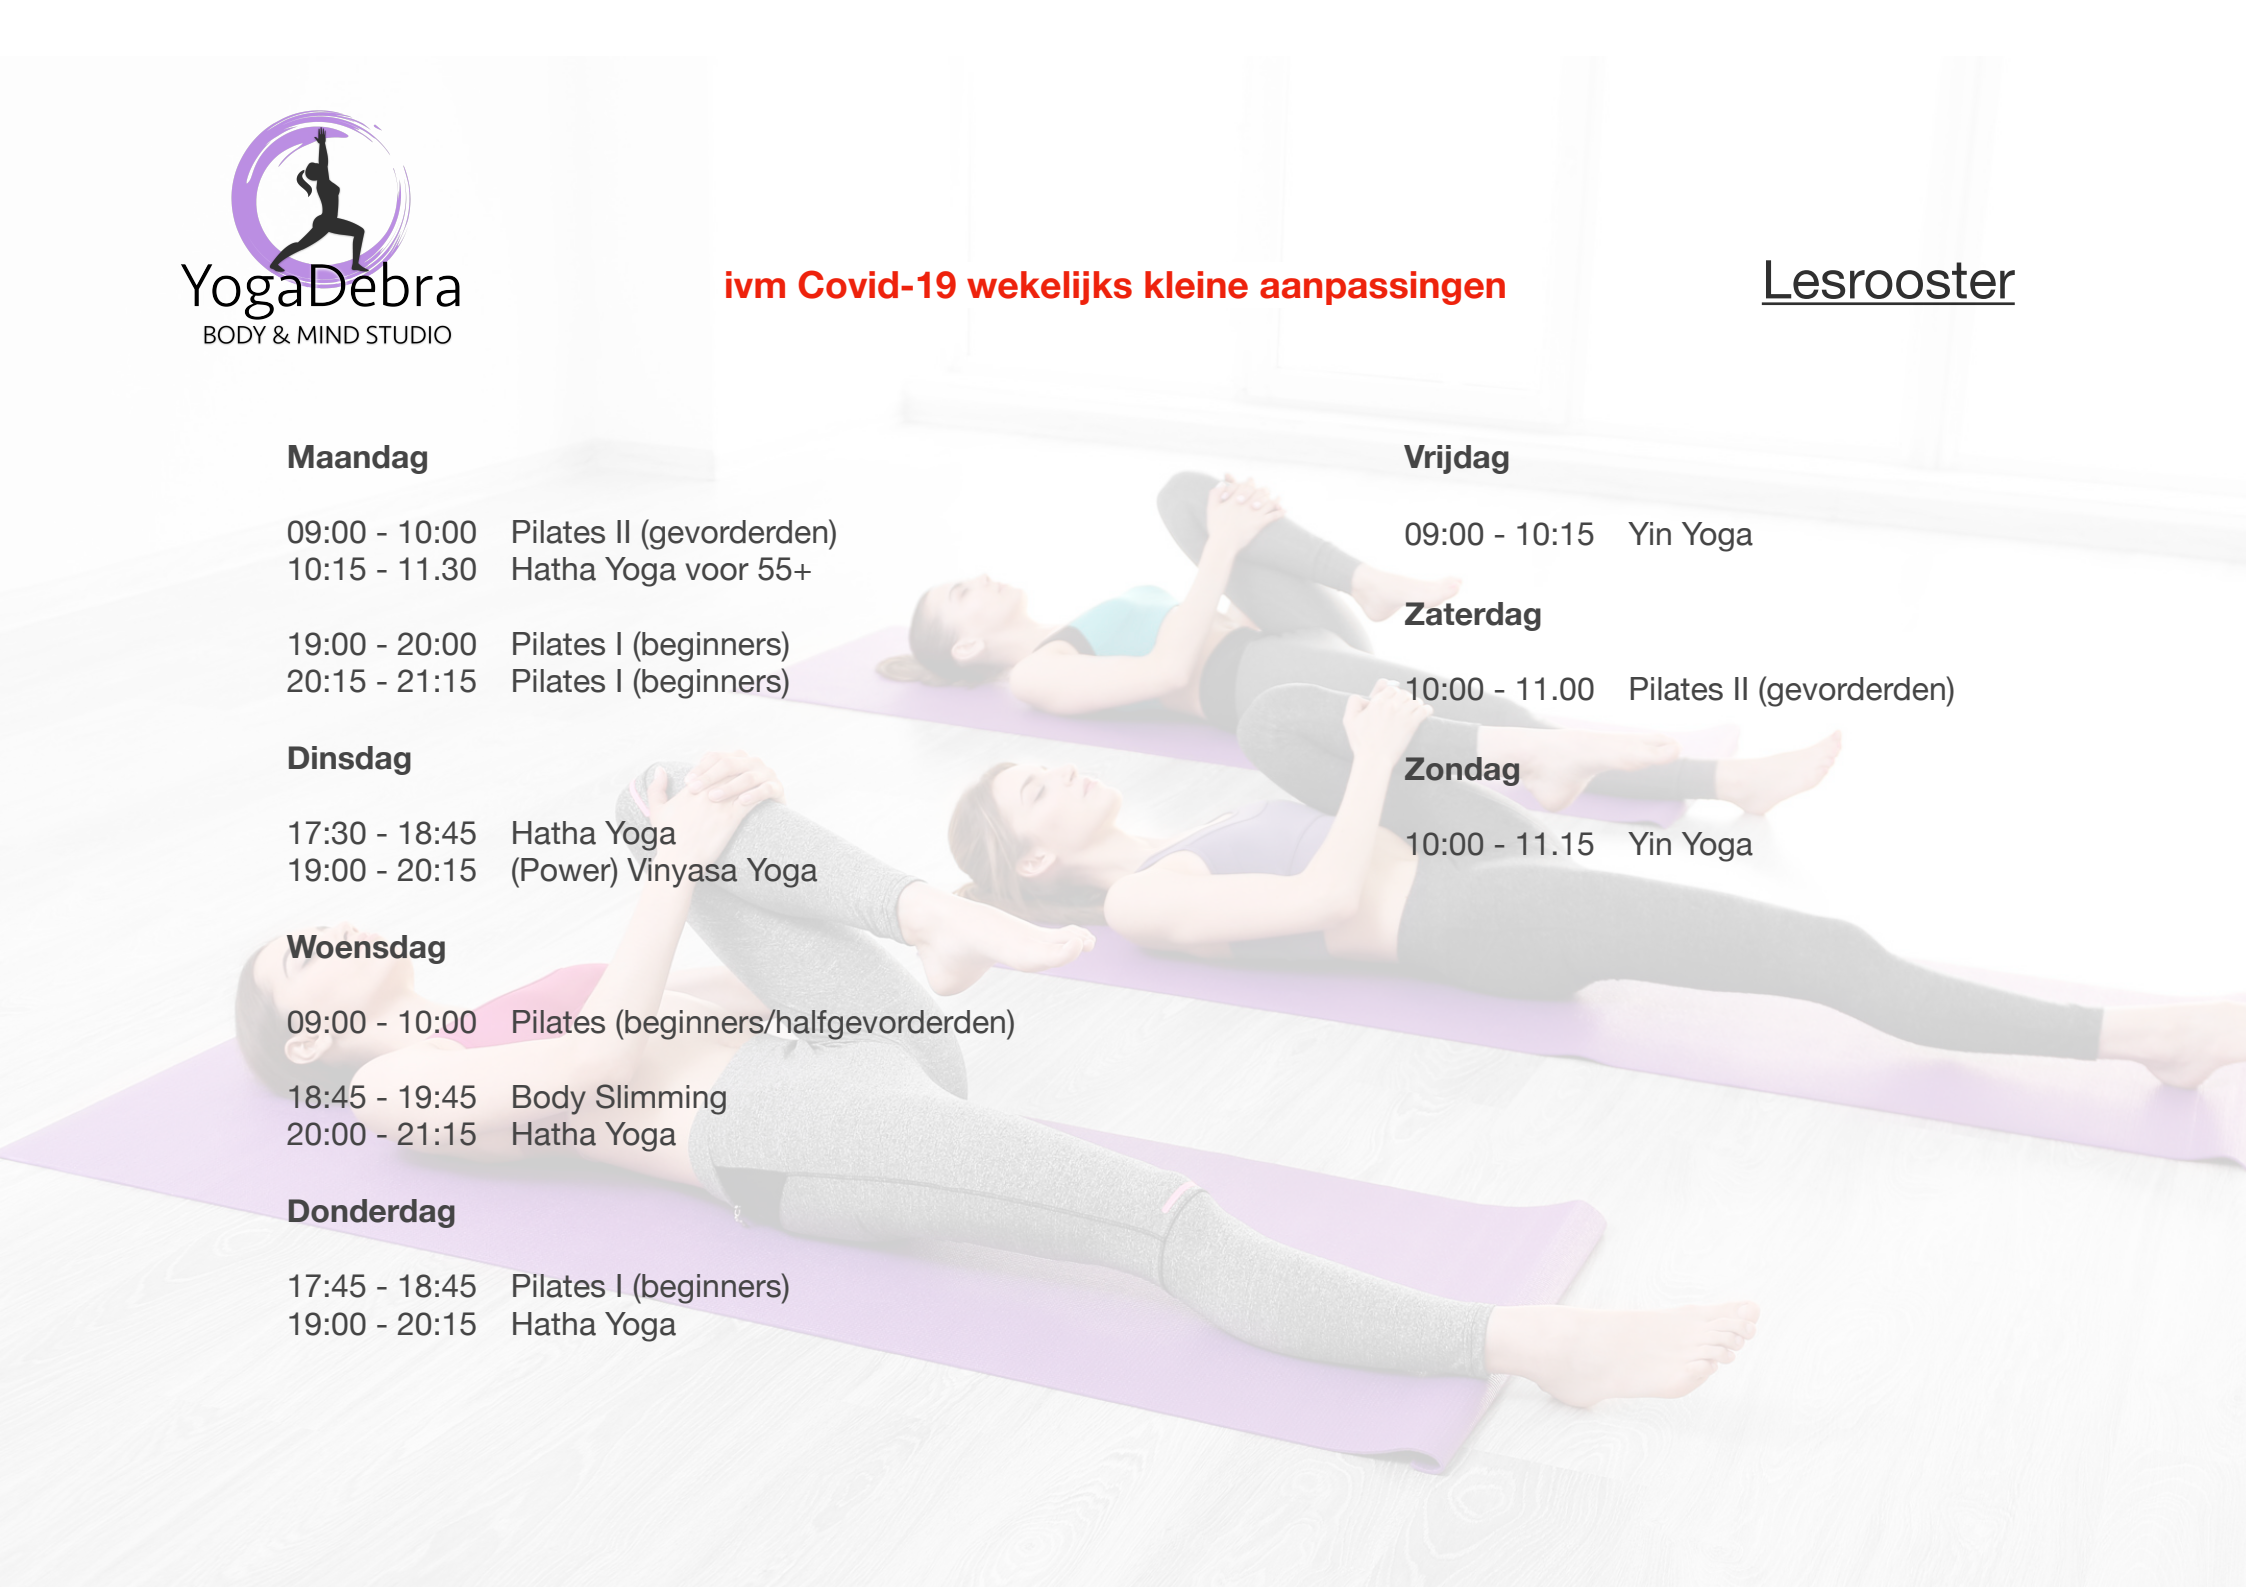 YogaDebra
BODY & MIND STUDIO
ivm Covid-19 wekelijks kleine aanpassingen
Lesrooster
Maandag
09:00 - 10:00 Pilates II (gevorderden)
10:15 - 11.30 Hatha Yoga voor 55+
19:00 - 20:00 Pilates I (beginners)
20:15 - 21:15 Pilates I (beginners)
Dinsdag
17:30 - 18:45 Hatha Yoga
19:00 - 20:15 (Power) Vinyasa Yoga
Woensdag
09:00 - 10:00 Pilates (beginners/halfgevorderden)
18:45 - 19:45 Body Slimming
20:00 - 21:15 Hatha Yoga
Donderdag
17:45 - 18:45 Pilates I (beginners)
19:00 - 20:15 Hatha Yoga
Vrijdag
09:00 - 10:15 Yin Yoga
Zaterdag
10:00 - 11.00 Pilates II (gevorderden)
Zondag
10:00 - 11.15 Yin Yoga